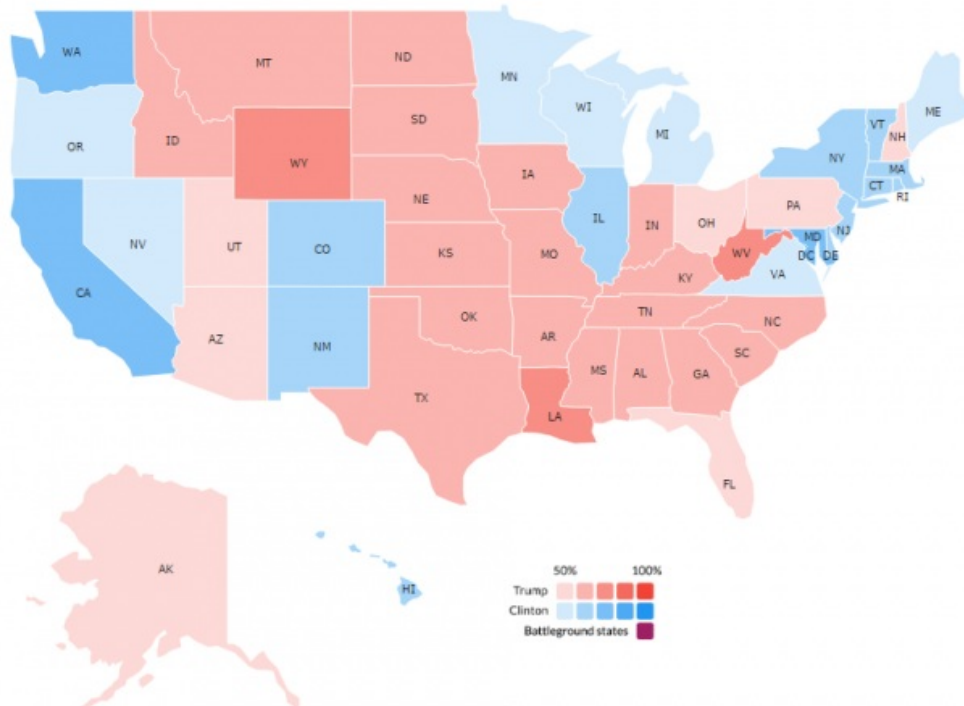 WA
MT
ND
MN
ME
VT
NH
OR
ID
SD
WI
MI
NY
MA
CT
RI
WY
IA
NE
PA
NJ
OH
IL
IN
NV
UT
CO
KS
MO
WV
MD
DC
DE
VA
KY
CA
OK
TN
NC
AZ
NM
AR
SC
MS
AL
GA
TX
LA
FL
AK
HI
50% 100%
Trump
Clinton
Battleground states